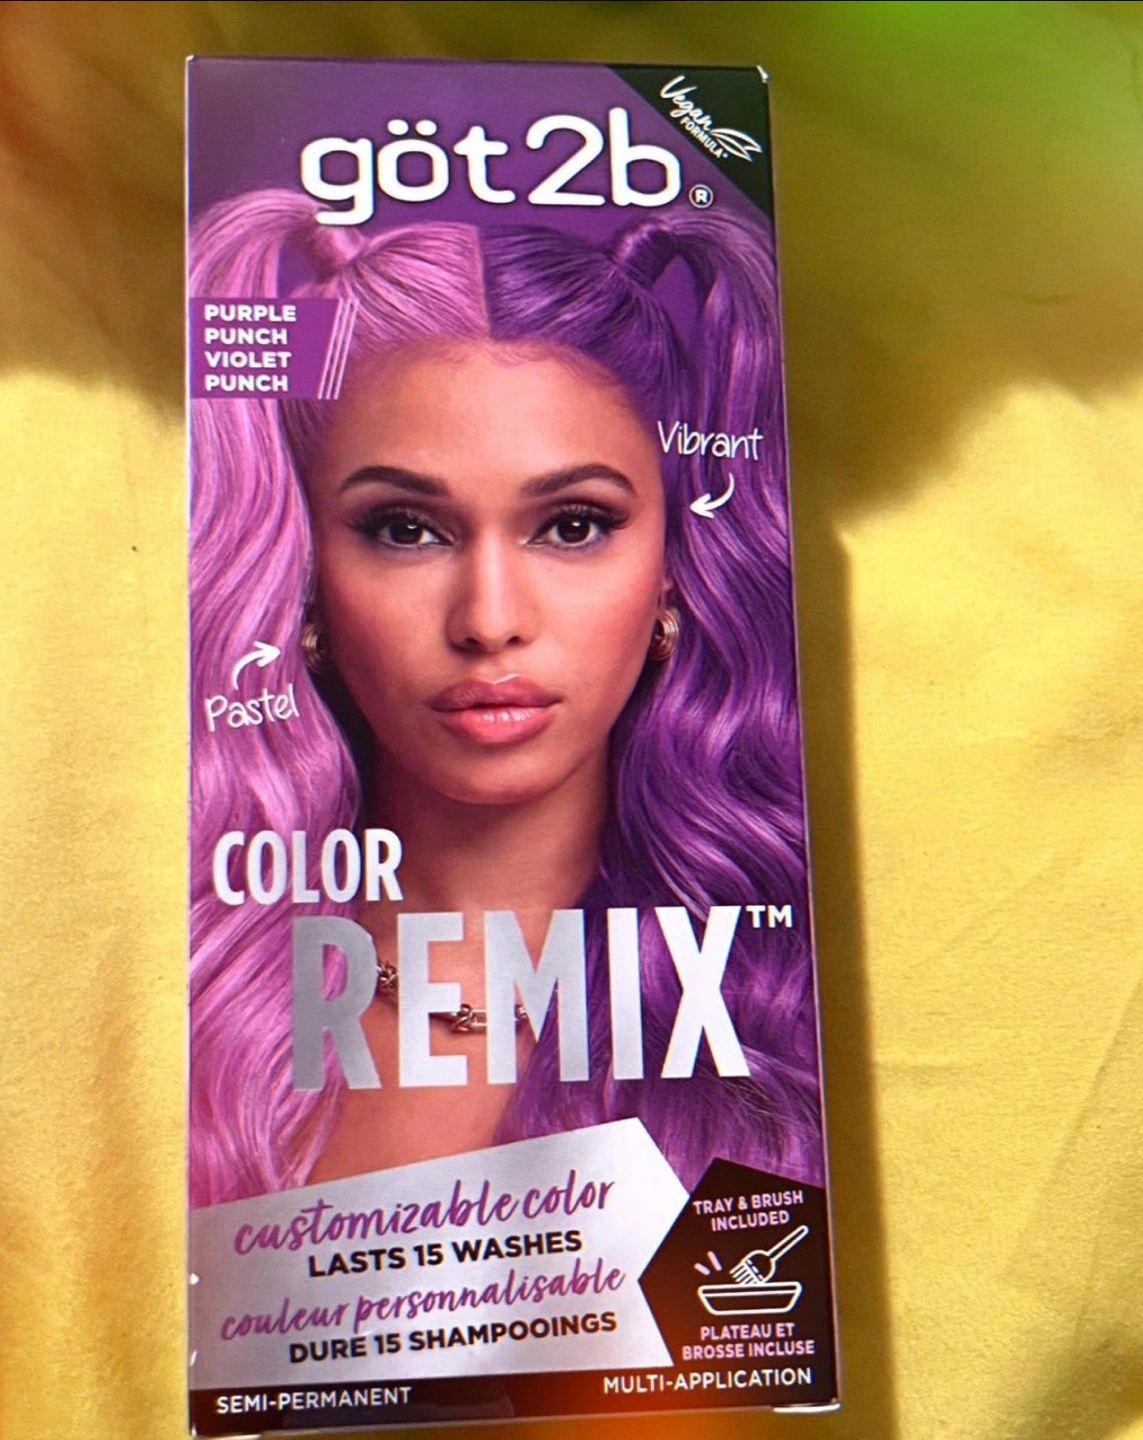 Vegan
FORMULA*
göt2b®
PURPLE
PUNCH
VIOLET
PUNCH
Vibrant
Pastel
COLOR
REMIX™
customizable color
LASTS 15 WASHES
couleur personnalisable
DURE 15 SHAMPOOINGS
TRAY & BRUSH
INCLUDED
PLATEAU ET
BROSSE INCLUSE
SEMI-PERMANENT
MULTI-APPLICATION